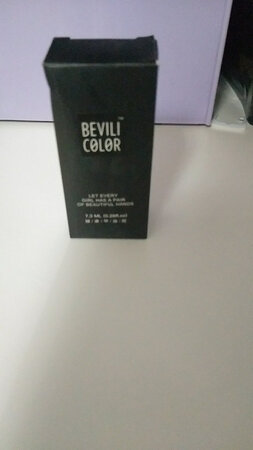 BEVILI
COLOR
LET EVERY
GIRL HAS A PAIR
OF BEAUTIFUL HANDS
7.3 ML (0.25fl.oz)